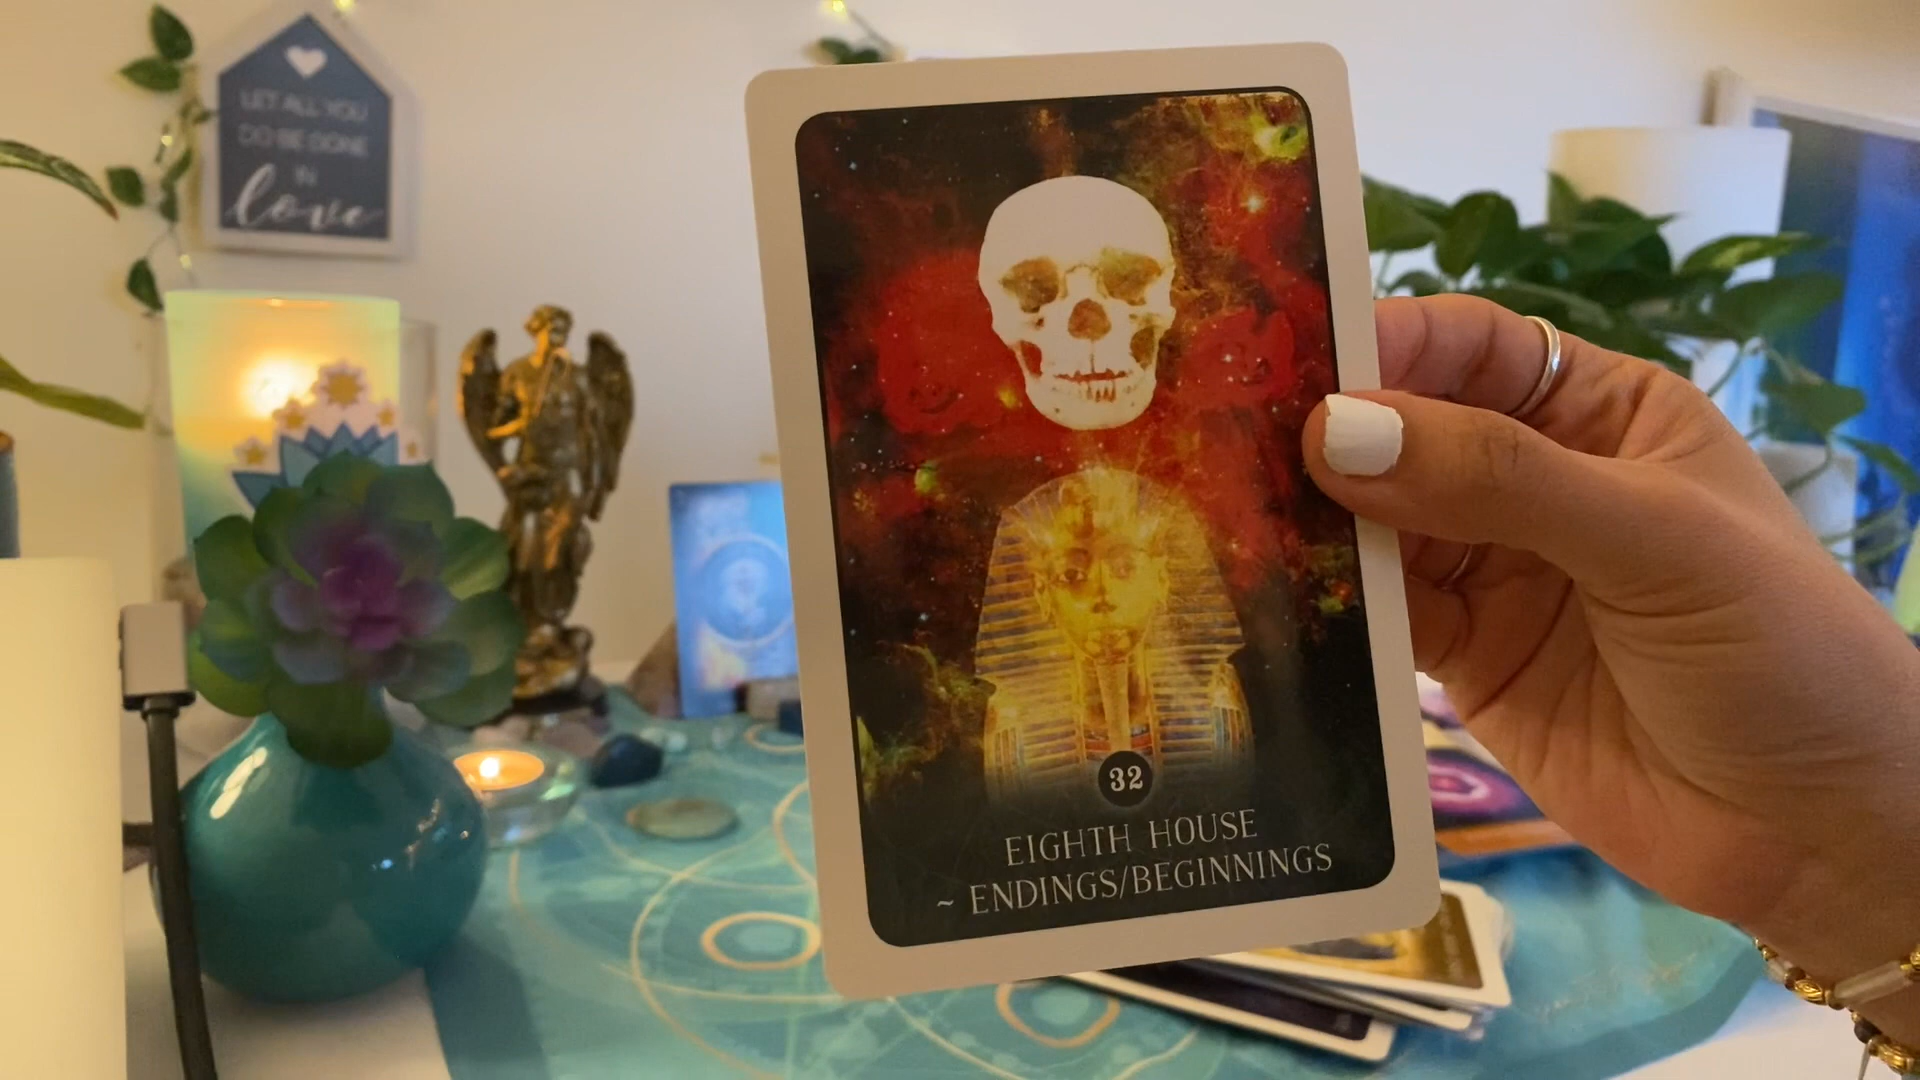 LET ALL YOU
DO BE DONE
IN
love
32
EIGHTH HOUSE
~ ENDINGS/BEGINNINGS